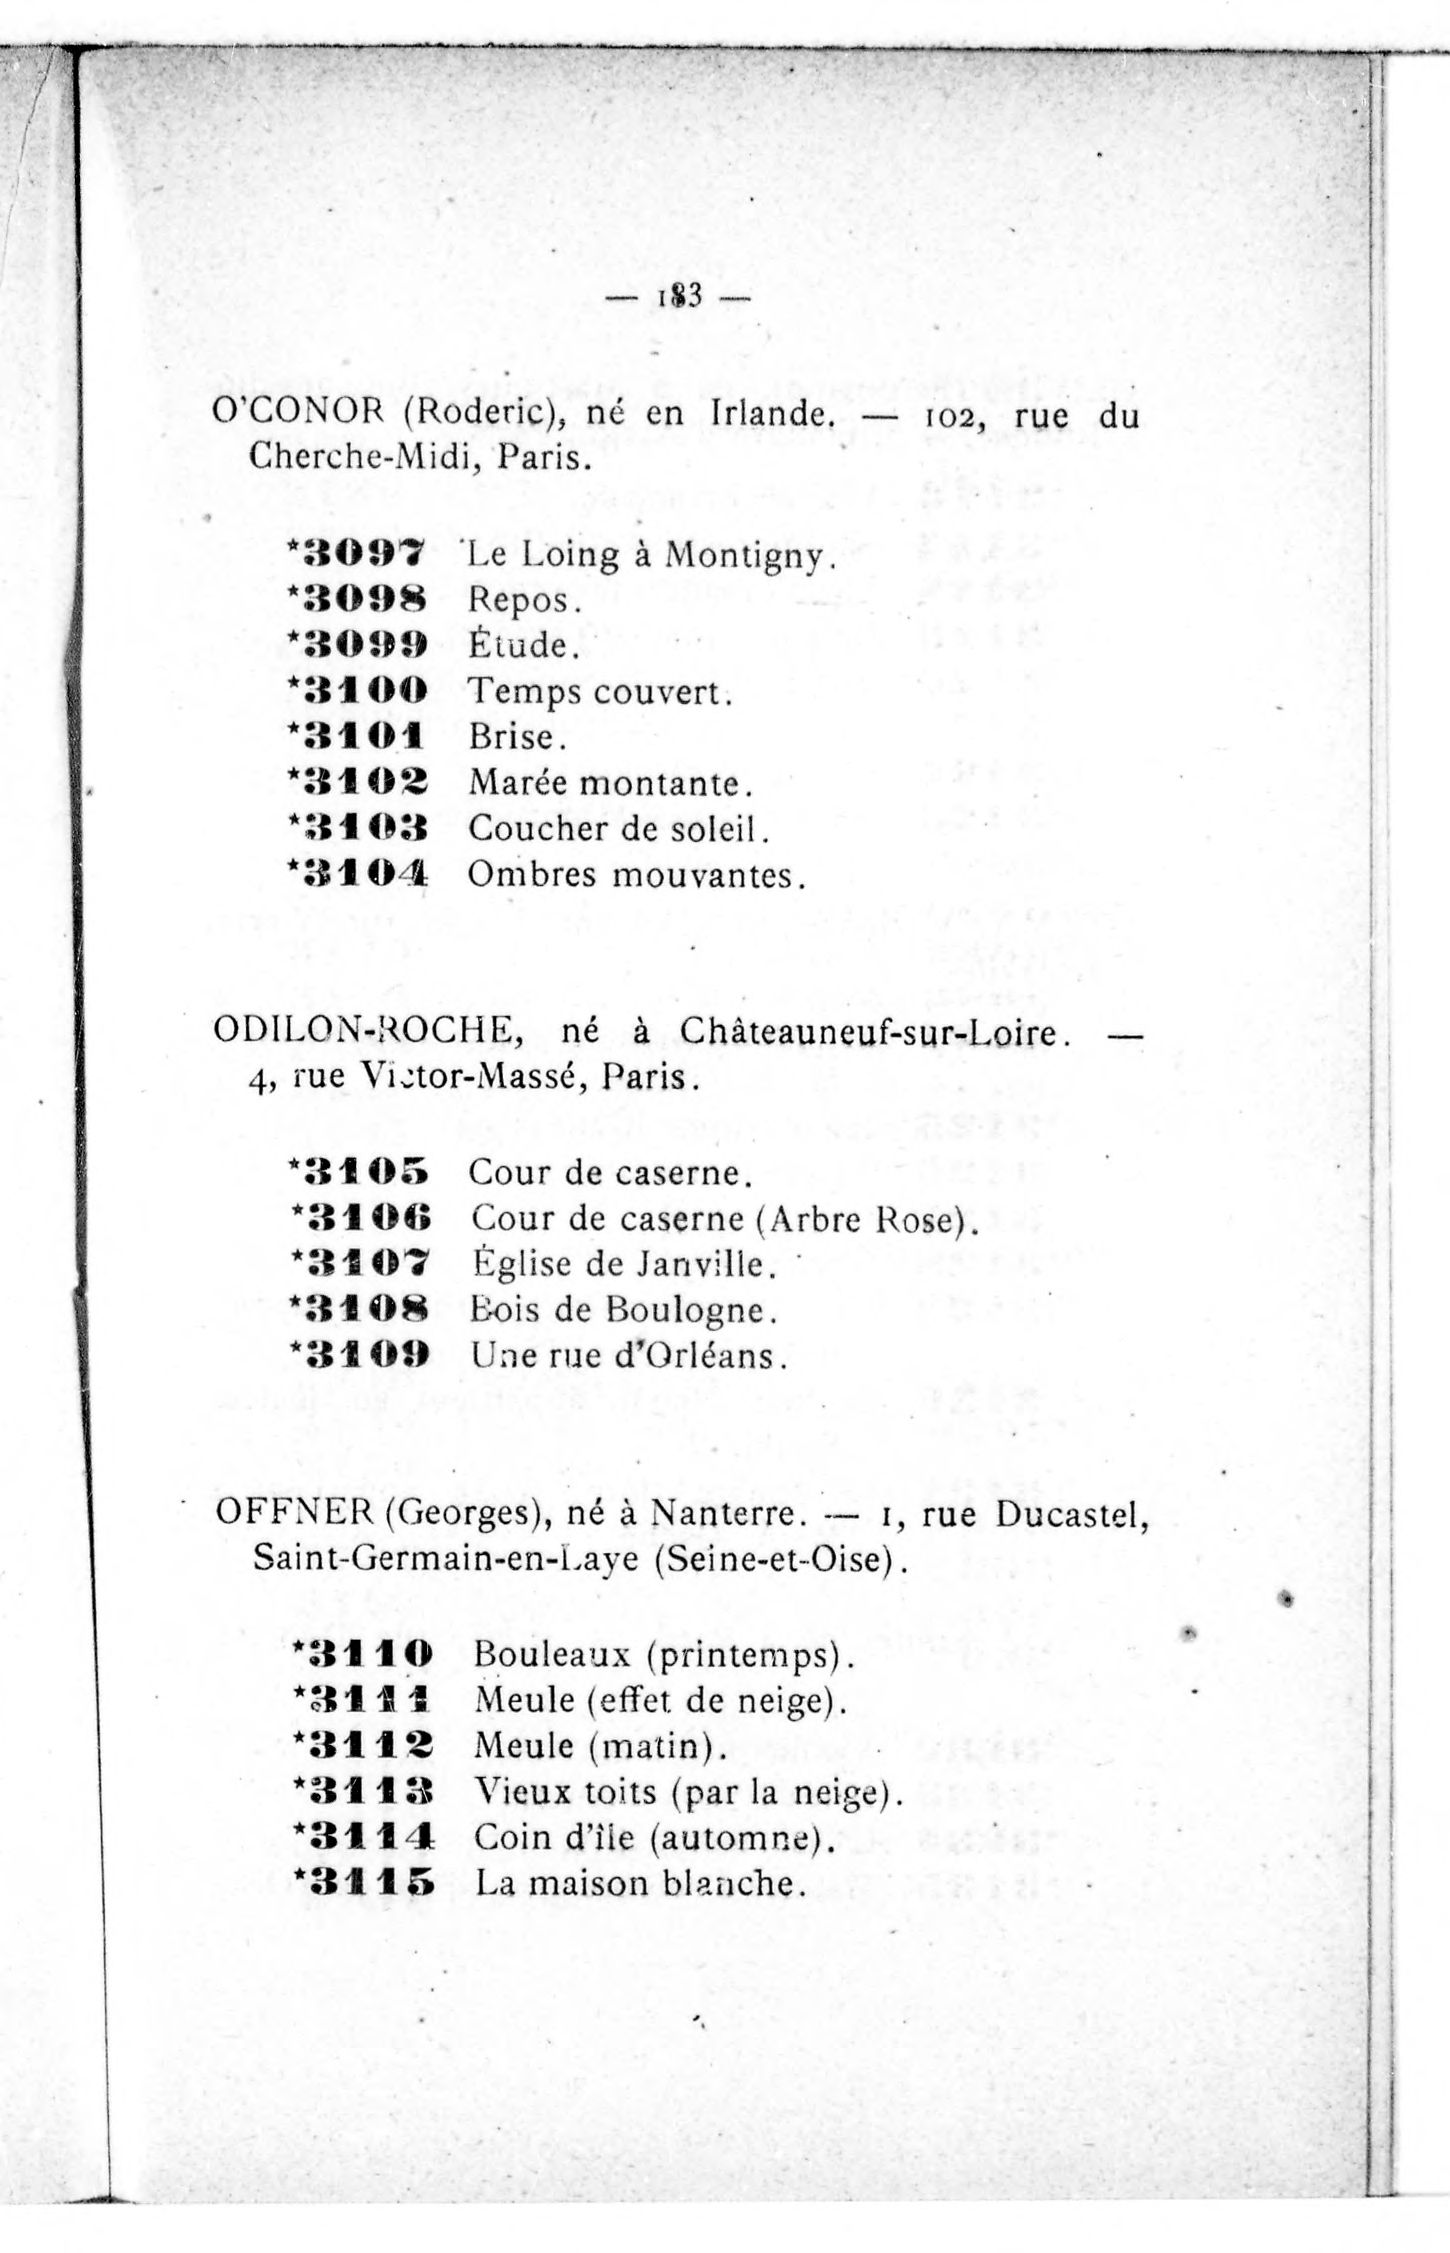 — 183 —
O'CONOR (Roderic), né en Irlande. — 102, rue du
Cherche-Midi, Paris.
*3097 Le Loing à Montigny.
*3098 Repos.
*3099 Étude.
*3100 Temps couvert.
*3101 Brise.
*3102 Marée montante.
*3103 Coucher de soleil.
*3104 Ombres mouvantes.
ODILON-ROCHE, né à Châteauneuf-sur-Loire. —
4, rue Victor-Massé, Paris.
*3105 Cour de caserne.
*3106 Cour de caserne (Arbre Rose).
*3107 Église de Janville.
*3108 Bois de Boulogne.
*3109 Une rue d'Orléans.
OFFNER (Georges), né à Nanterre. — 1, rue Ducastel,
Saint-Germain-en-Laye (Seine-et-Oise).
*3110 Bouleaux (printemps).
*3111 Meule (effet de neige).
*3112 Meule (matin).
*3113 Vieux toits (par la neige).
*3114 Coin d'île (automne).
*3115 La maison blanche.